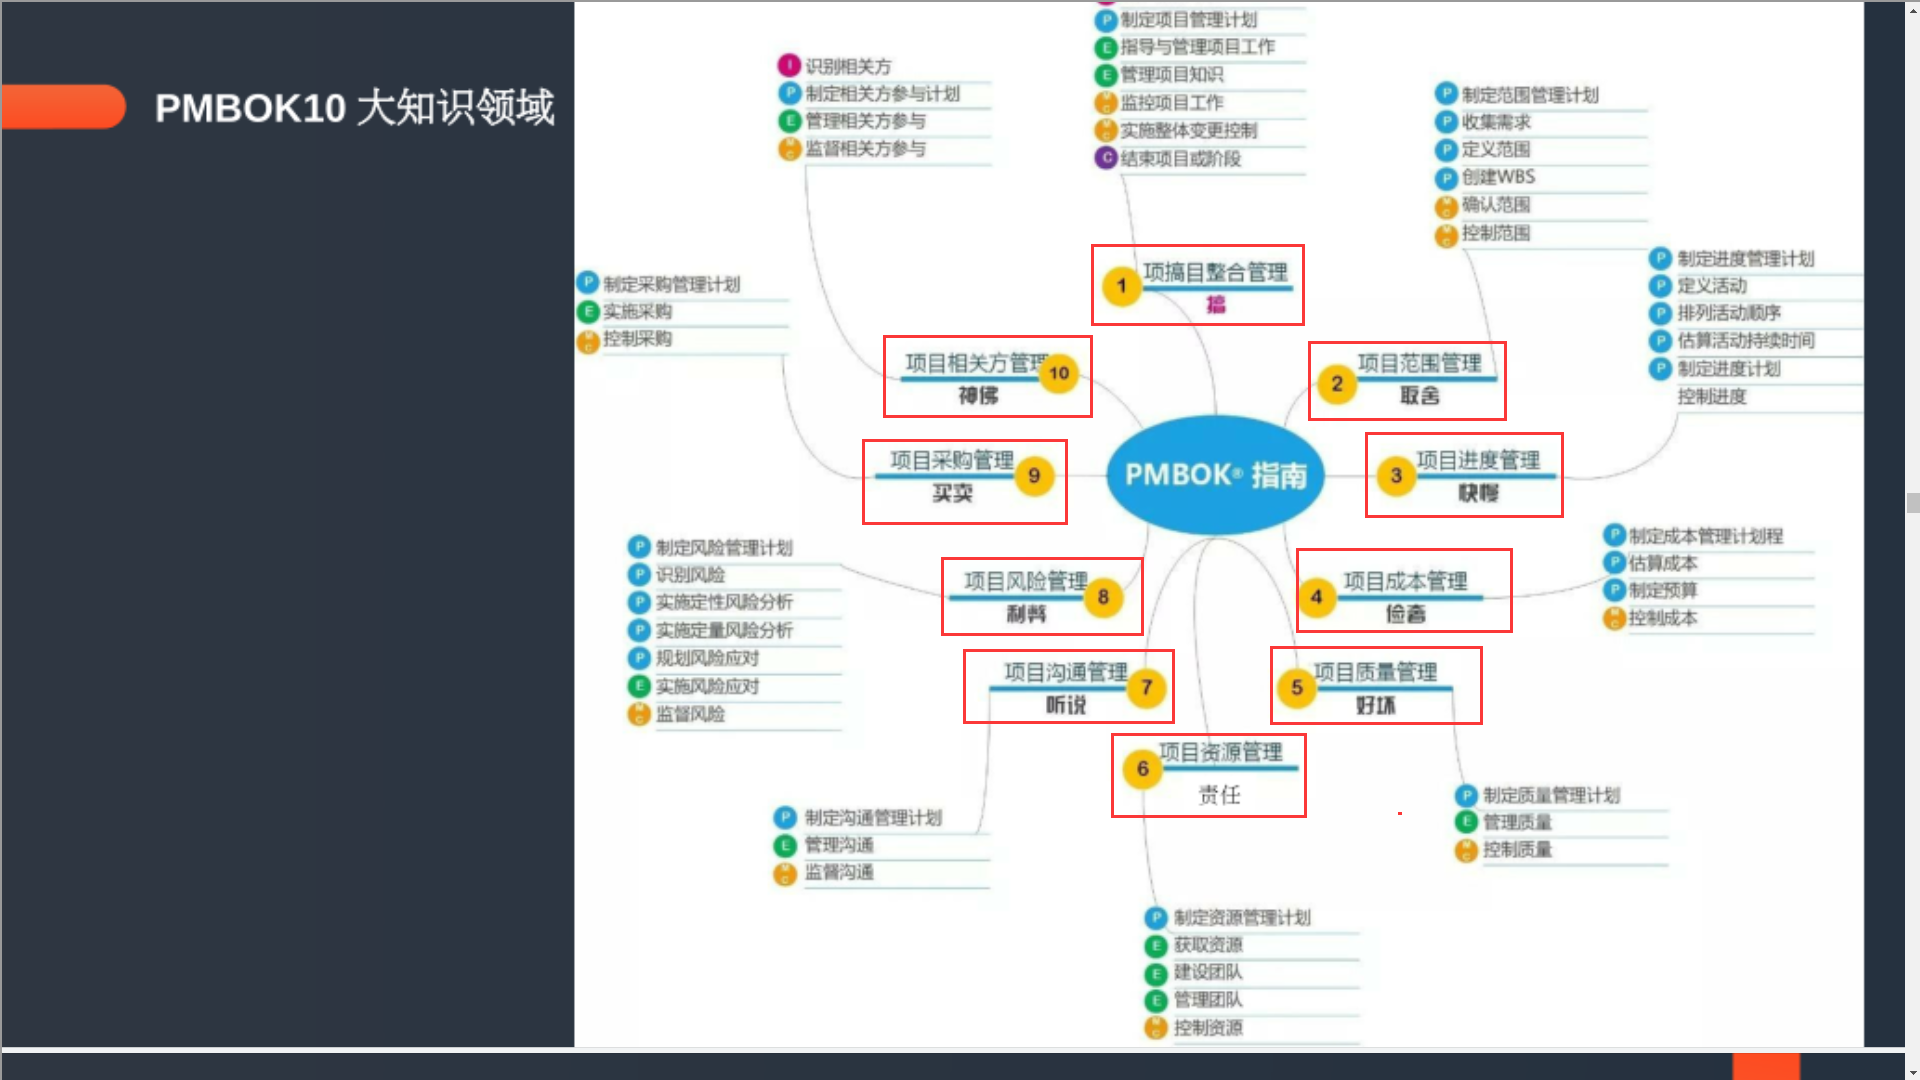 PMBOK10 大知识领域
I 识别相关方
P 制定相关方参与计划
E 管理相关方参与
MC 监督相关方参与
P 制定项目管理计划
E 指导与管理项目工作
E 管理项目知识
MC 监控项目工作
MC 实施整体变更控制
C 结束项目或阶段
P 制定范围管理计划
P 收集需求
P 定义范围
P 创建WBS
MC 确认范围
MC 控制范围
P 制定进度管理计划
P 定义活动
P 排列活动顺序
P 估算活动持续时间
P 制定进度计划
控制进度
P 制定采购管理计划
E 实施采购
MC 控制采购
1 项搞目整合管理
搞
项目相关方管理 10
神佛
2 项目范围管理
取舍
项目采购管理 9
买卖
PMBOK® 指南
3 项目进度管理
快慢
P 制定风险管理计划
P 识别风险
P 实施定性风险分析
P 实施定量风险分析
P 规划风险应对
E 实施风险应对
MC 监督风险
项目风险管理 8
利弊
4 项目成本管理
俭奢
P 制定成本管理计划程
P 估算成本
P 制定预算
MC 控制成本
项目沟通管理 7
听说
5 项目质量管理
好坏
6 项目资源管理
责任
P 制定沟通管理计划
E 管理沟通
MC 监督沟通
P 制定质量管理计划
E 管理质量
MC 控制质量
P 制定资源管理计划
E 获取资源
E 建设团队
E 管理团队
MC 控制资源